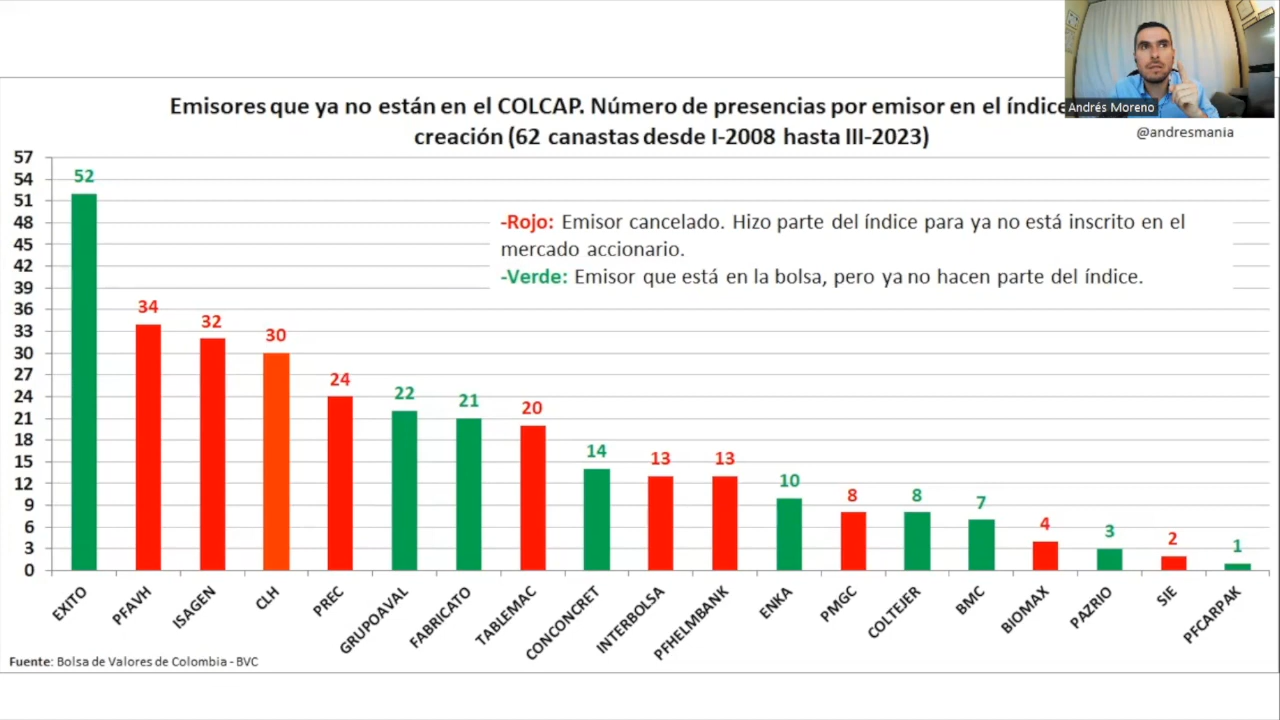 Andrés Moreno
@andresmania
Emisores que ya no están en el COLCAP. Número de presencias por emisor en el índice
creación (62 canastas desde I-2008 hasta III-2023)
-Rojo: Emisor cancelado. Hizo parte del índice para ya no está inscrito en el
mercado accionario.
-Verde: Emisor que está en la bolsa, pero ya no hacen parte del índice.
57
54
51
48
45
42
39
36
33
30
27
24
21
18
15
12
9
6
3
0
52
34
32
30
24
22
21
20
14
13
13
10
8
8
7
4
3
2
1
EXITO
PFAVH
ISAGEN
CLH
PREC
GRUPOAVAL
FABRICATO
TABLEMAC
CONCONCRET
INTERBOLSA
PFHELMBANK
ENKA
PMGC
COLTEJER
BMC
BIOMAX
PAZRIO
SIE
PFCARPAK
Fuente: Bolsa de Valores de Colombia - BVC